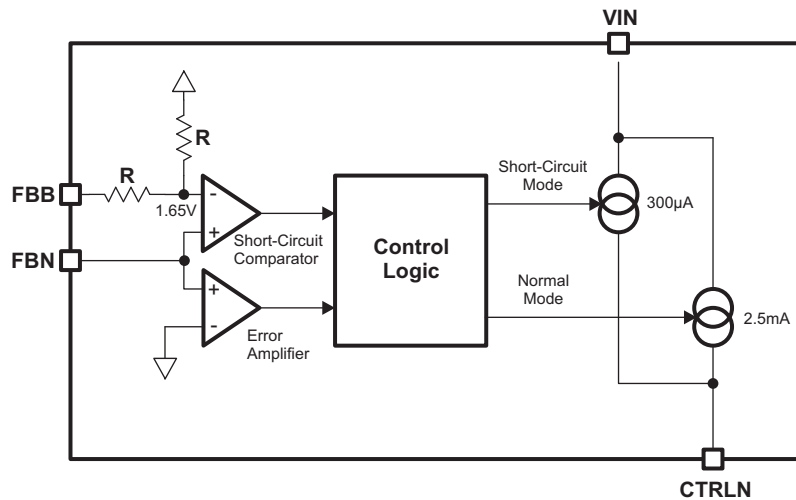 VIN
R
R
FBB
1.65V
-
+
Short-Circuit
Comparator
FBN
+
-
Error
Amplifier
Control
Logic
Short-Circuit
Mode
300µA
Normal
Mode
2.5mA
CTRLN